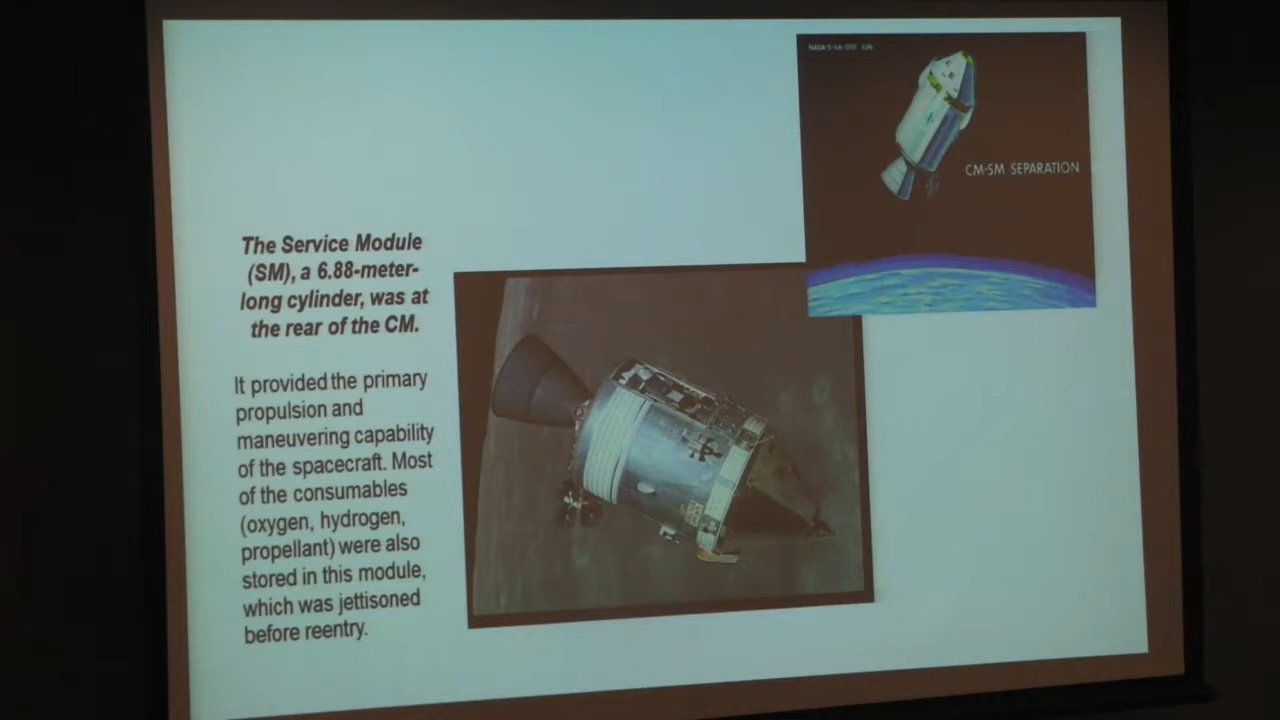 CM-SM SEPARATION
The Service Module
(SM), a 6.88-meter-
long cylinder, was at
the rear of the CM.
It provided the primary
propulsion and
maneuvering capability
of the spacecraft. Most
of the consumables
(oxygen, hydrogen,
propellant) were also
stored in this module,
which was jettisoned
before reentry.